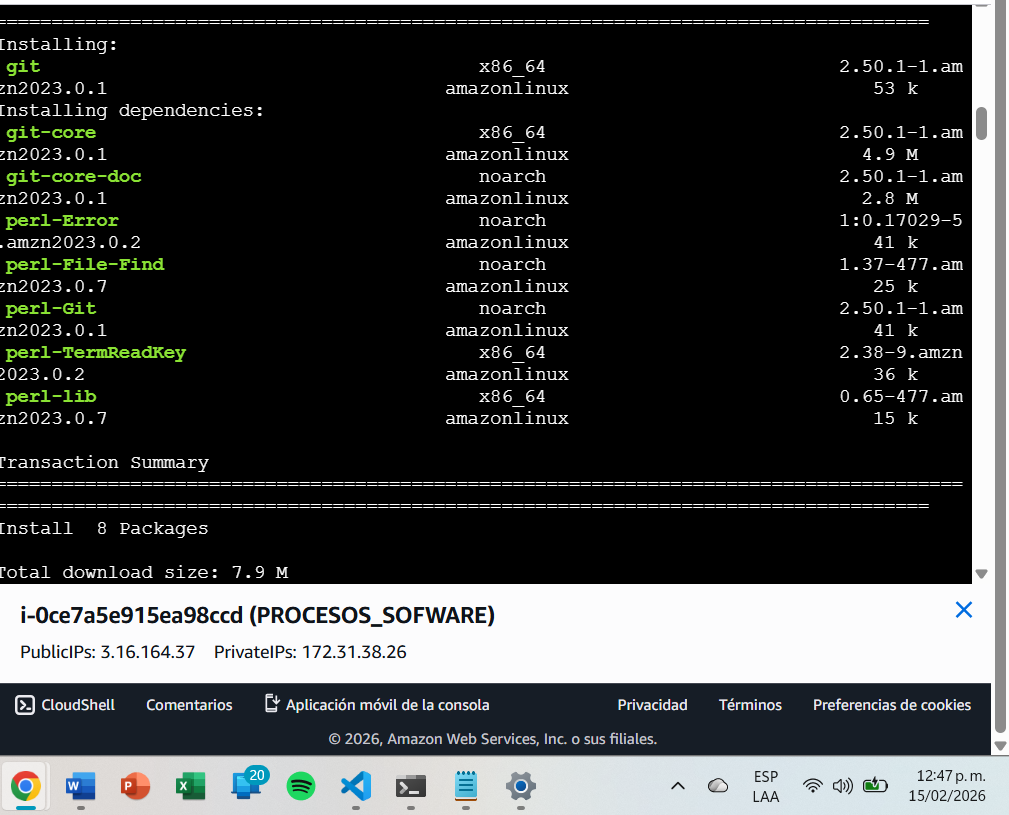 ===================================================================================
Installing:
git x86_64 2.50.1-1.am
zn2023.0.1 amazonlinux 53 k
Installing dependencies:
git-core x86_64 2.50.1-1.am
zn2023.0.1 amazonlinux 4.9 M
git-core-doc noarch 2.50.1-1.am
zn2023.0.1 amazonlinux 2.8 M
perl-Error noarch 1:0.17029-5
.amzn2023.0.2 amazonlinux 41 k
perl-File-Find noarch 1.37-477.am
zn2023.0.7 amazonlinux 25 k
perl-Git noarch 2.50.1-1.am
zn2023.0.1 amazonlinux 41 k
perl-TermReadKey x86_64 2.38-9.amzn
2023.0.2 amazonlinux 36 k
perl-lib x86_64 0.65-477.am
zn2023.0.7 amazonlinux 15 k
Transaction Summary
======================================================================================
===================================================================================
Install 8 Packages
Total download size: 7.9 M
i-0ce7a5e915ea98ccd (PROCESOS_SOFWARE)
PublicIPs: 3.16.164.37 PrivateIPs: 172.31.38.26
CloudShell Comentarios Aplicación móvil de la consola Privacidad Términos Preferencias de cookies
© 2026, Amazon Web Services, Inc. o sus filiales.
W P X 20 ESP 12:47 p. m.
LAA 15/02/2026